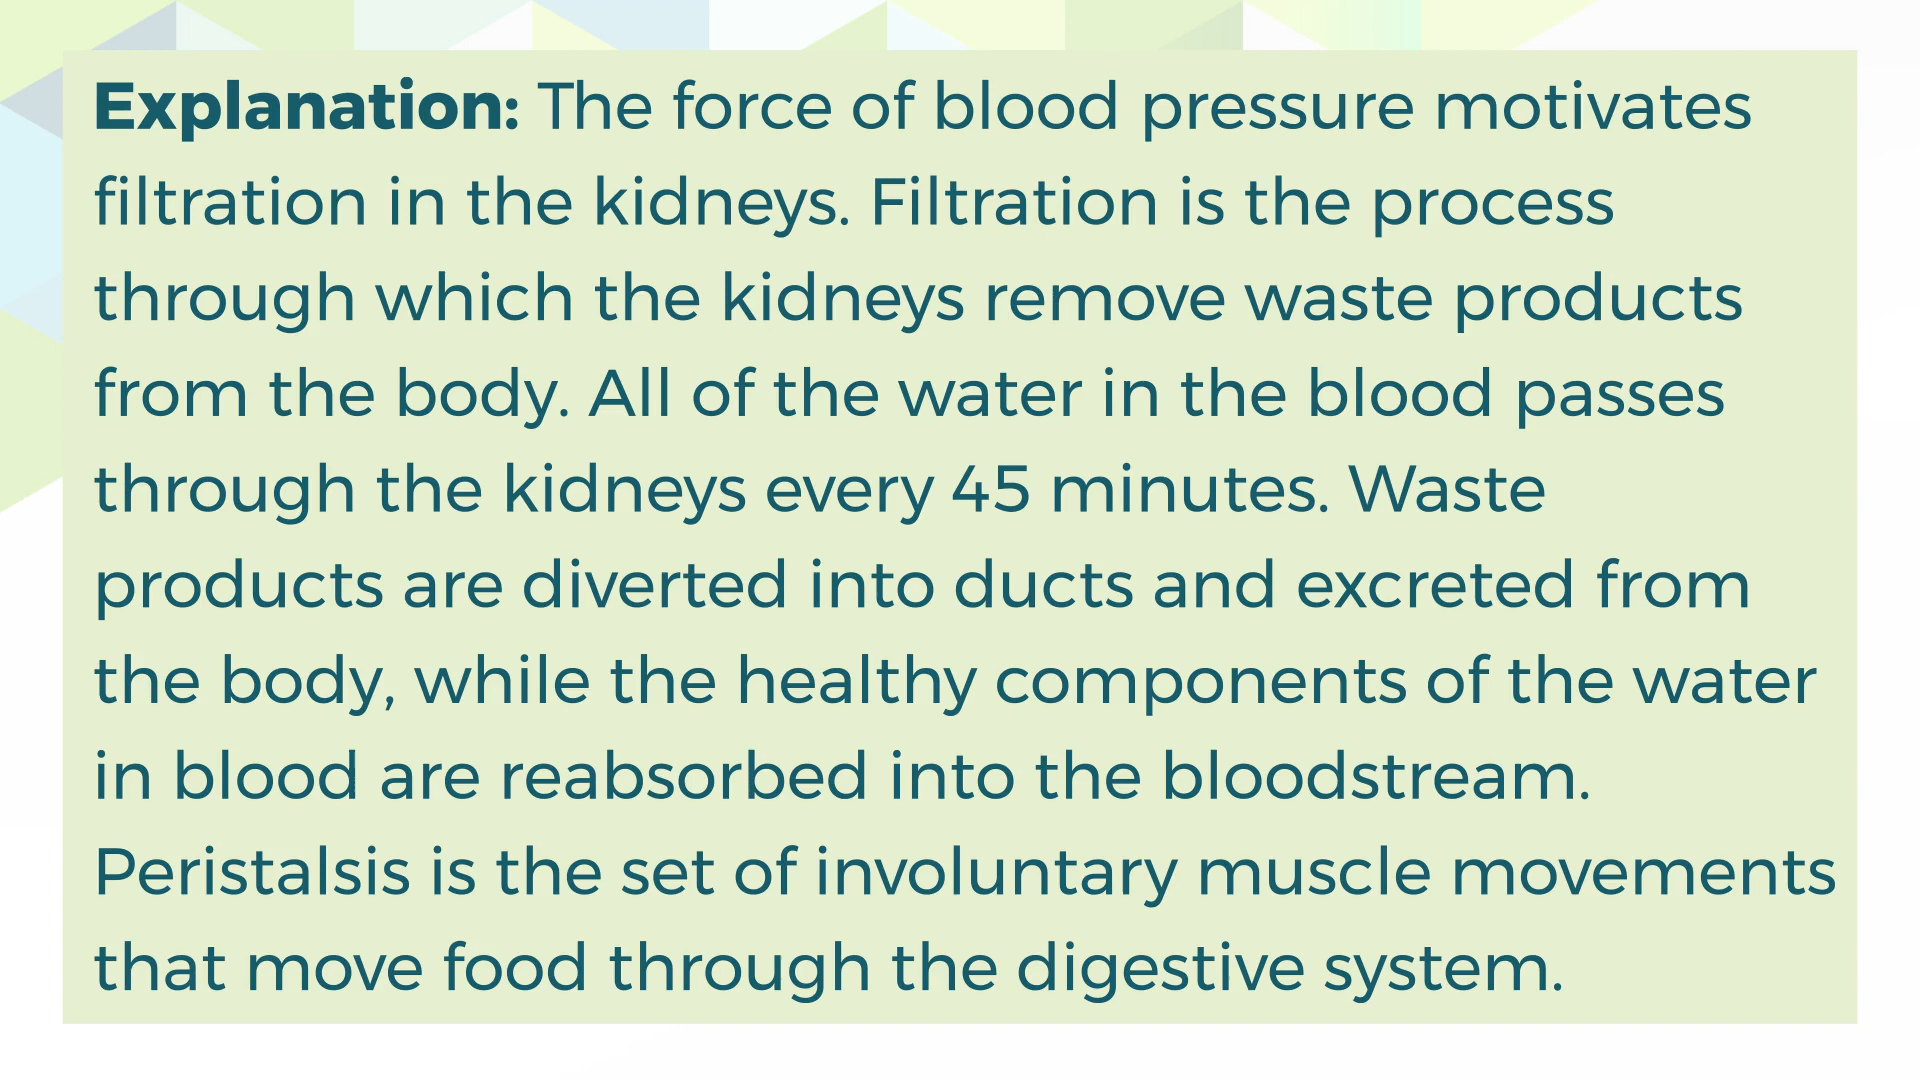 Explanation: The force of blood pressure motivates
filtration in the kidneys. Filtration is the process
through which the kidneys remove waste products
from the body. All of the water in the blood passes
through the kidneys every 45 minutes. Waste
products are diverted into ducts and excreted from
the body, while the healthy components of the water
in blood are reabsorbed into the bloodstream.
Peristalsis is the set of involuntary muscle movements
that move food through the digestive system.